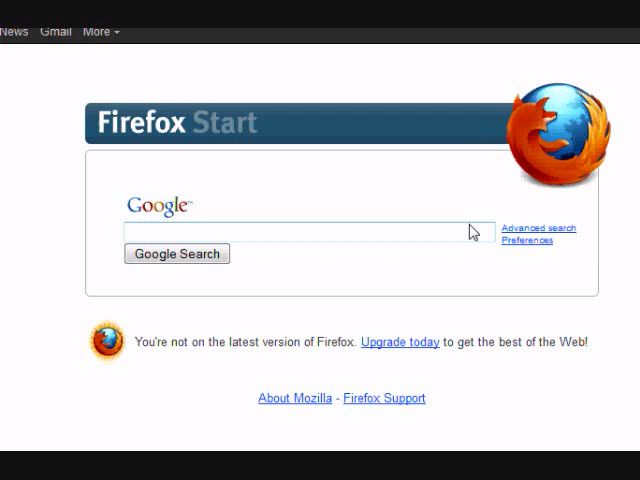 News Gmail More
Firefox Start
Google™
Advanced search
Preferences
Google Search
You're not on the latest version of Firefox. Upgrade today to get the best of the Web!
About Mozilla - Firefox Support